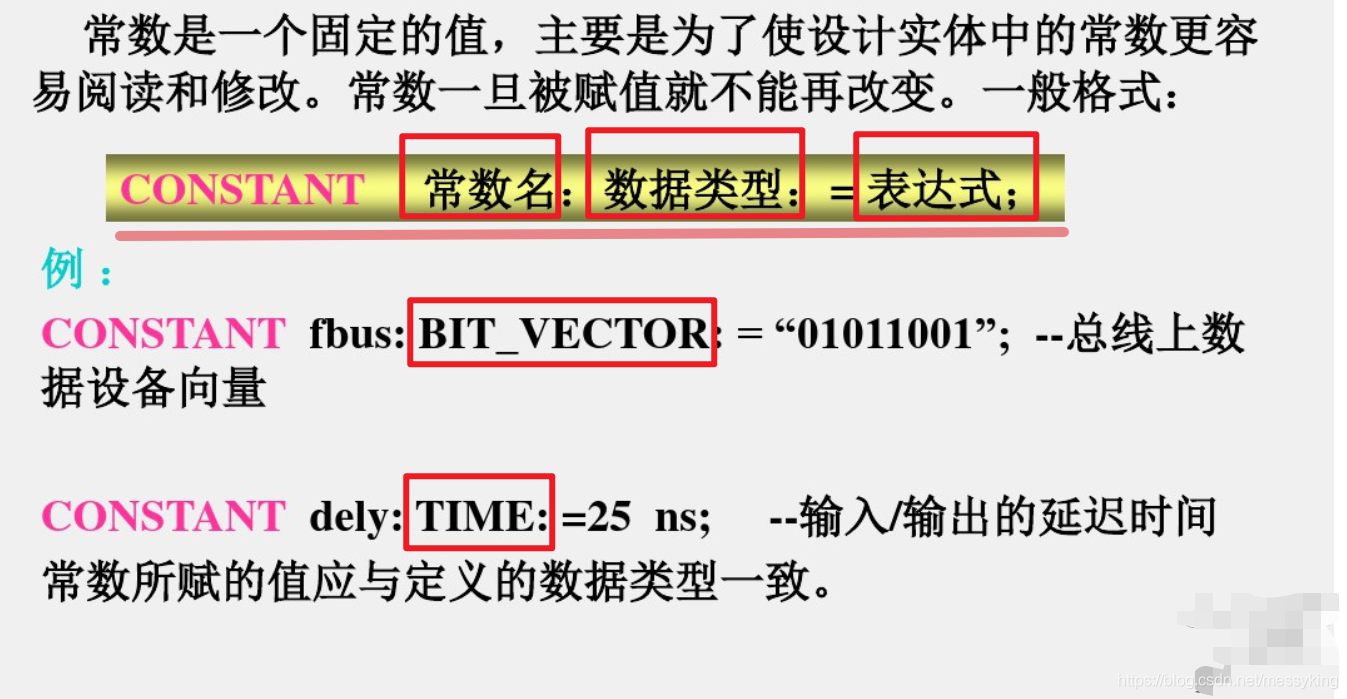 常数是一个固定的值，主要是为了使设计实体中的常数更容
易阅读和修改。常数一旦被赋值就不能再改变。一般格式：
CONSTANT 常数名：数据类型：=表达式；
例：
CONSTANT fbus: BIT_VECTOR: = “01011001”; --总线上数
据设备向量
CONSTANT dely: TIME: =25 ns; --输入/输出的延迟时间
常数所赋的值应与定义的数据类型一致。
https://blog.csdn.net/messyking